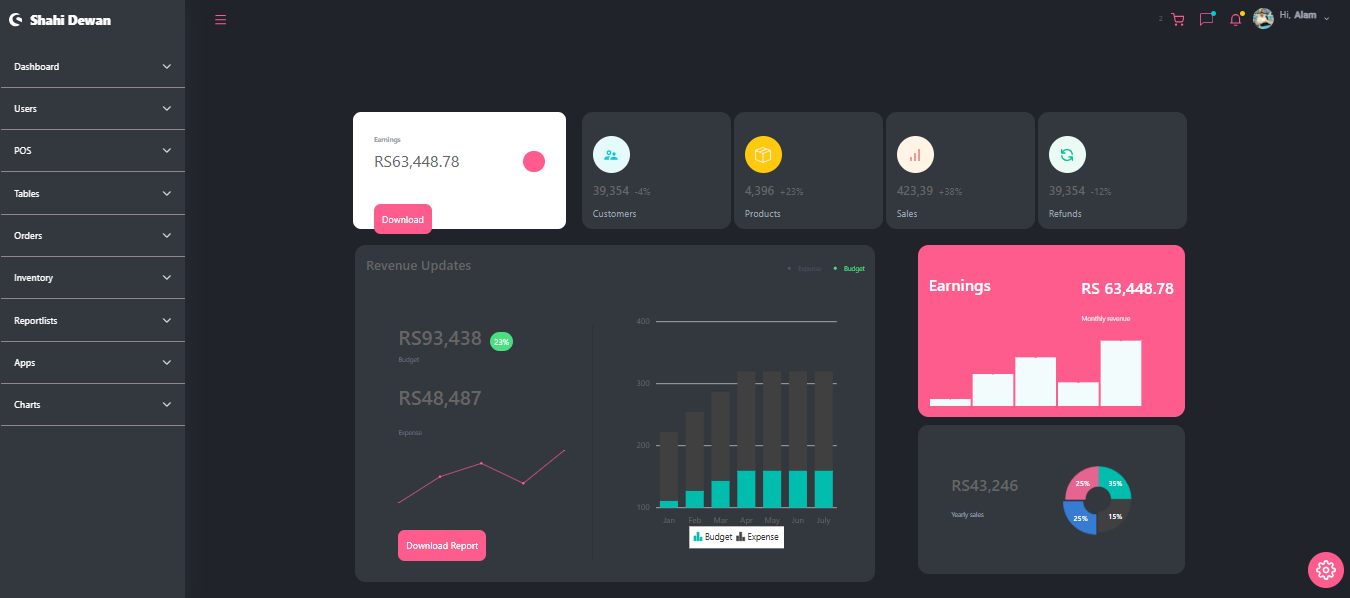 Shahi Dewan
2
Hi, Alam
Dashboard
Users
POS
Tables
Orders
Inventory
Reportlists
Apps
Charts
Earnings
RS63,448.78
Download
39,354 -4%
Customers
4,396 +23%
Products
423,39 +38%
Sales
39,354 -12%
Refunds
Revenue Updates
Expense
Budget
RS93,438 23%
Budget
RS48,487
Expense
Download Report
400
300
200
100
Jan Feb Mar Apr May Jun July
Budget Expense
Earnings
RS 63,448.78
Monthly revenue
RS43,246
Yearly sales
25% 35%
25% 15%